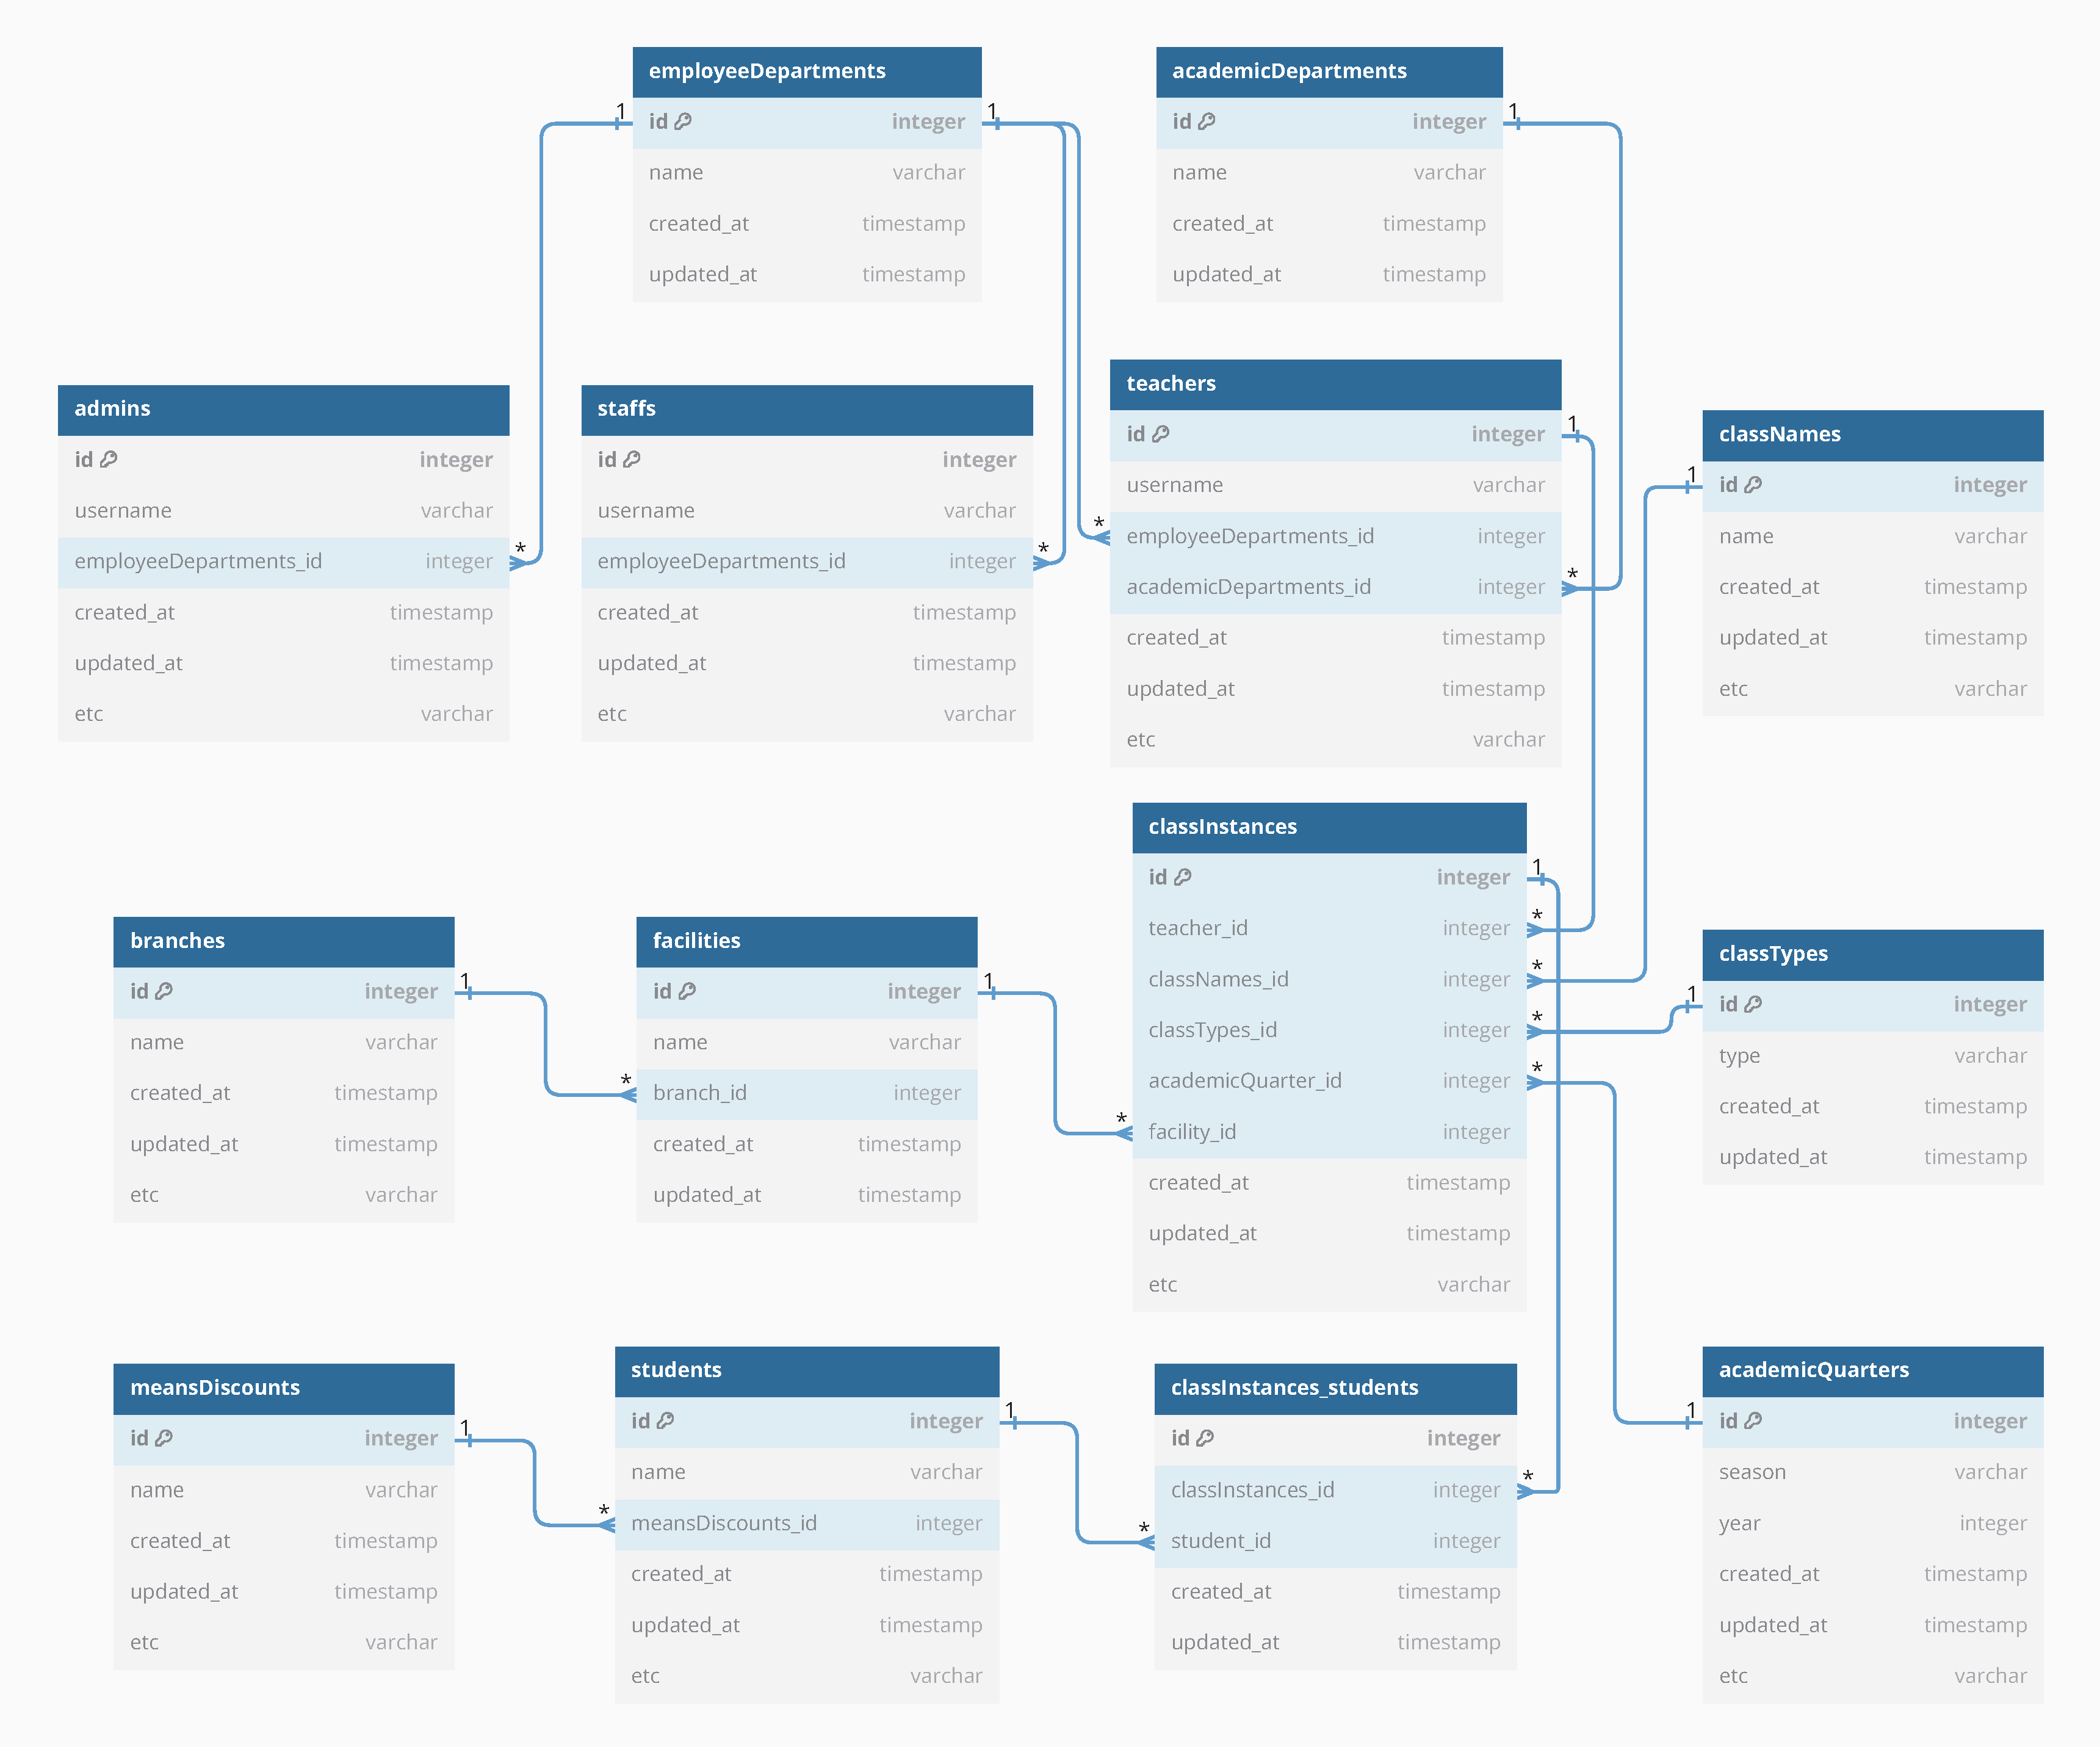 employeeDepartments
id integer
name varchar
created_at timestamp
updated_at timestamp
1
1
academicDepartments
id integer
name varchar
created_at timestamp
updated_at timestamp
1
admins
id integer
username varchar
employeeDepartments_id integer
created_at timestamp
updated_at timestamp
etc varchar
*
staffs
id integer
username varchar
employeeDepartments_id integer
created_at timestamp
updated_at timestamp
etc varchar
*
teachers
id integer
username varchar
employeeDepartments_id integer
academicDepartments_id integer
created_at timestamp
updated_at timestamp
etc varchar
1
*
*
classNames
id integer
name varchar
created_at timestamp
updated_at timestamp
etc varchar
1
branches
id integer
name varchar
created_at timestamp
updated_at timestamp
etc varchar
1
facilities
id integer
name varchar
branch_id integer
created_at timestamp
updated_at timestamp
1
*
classInstances
id integer
teacher_id integer
classNames_id integer
classTypes_id integer
academicQuarter_id integer
facility_id integer
created_at timestamp
updated_at timestamp
etc varchar
1
*
*
*
*
*
classTypes
id integer
type varchar
created_at timestamp
updated_at timestamp
1
meansDiscounts
id integer
name varchar
created_at timestamp
updated_at timestamp
etc varchar
1
students
id integer
name varchar
meansDiscounts_id integer
created_at timestamp
updated_at timestamp
etc varchar
1
*
classInstances_students
id integer
classInstances_id integer
student_id integer
created_at timestamp
updated_at timestamp
*
*
academicQuarters
id integer
season varchar
year integer
created_at timestamp
updated_at timestamp
etc varchar
1